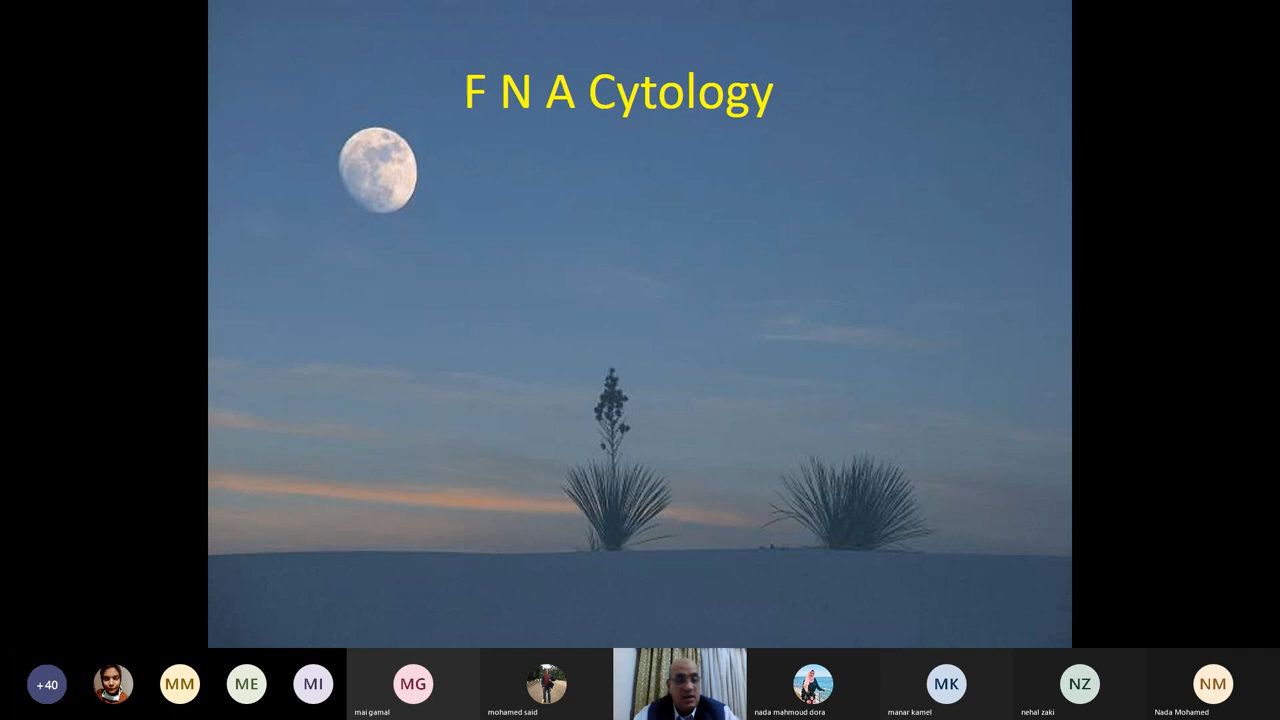 F N A Cytology
+40
MM
ME
MI
MG
MK
NZ
NM
mai gamal
mohamed said
nada mahmoud dora
manar kamel
nehal zaki
Nada Mohamed